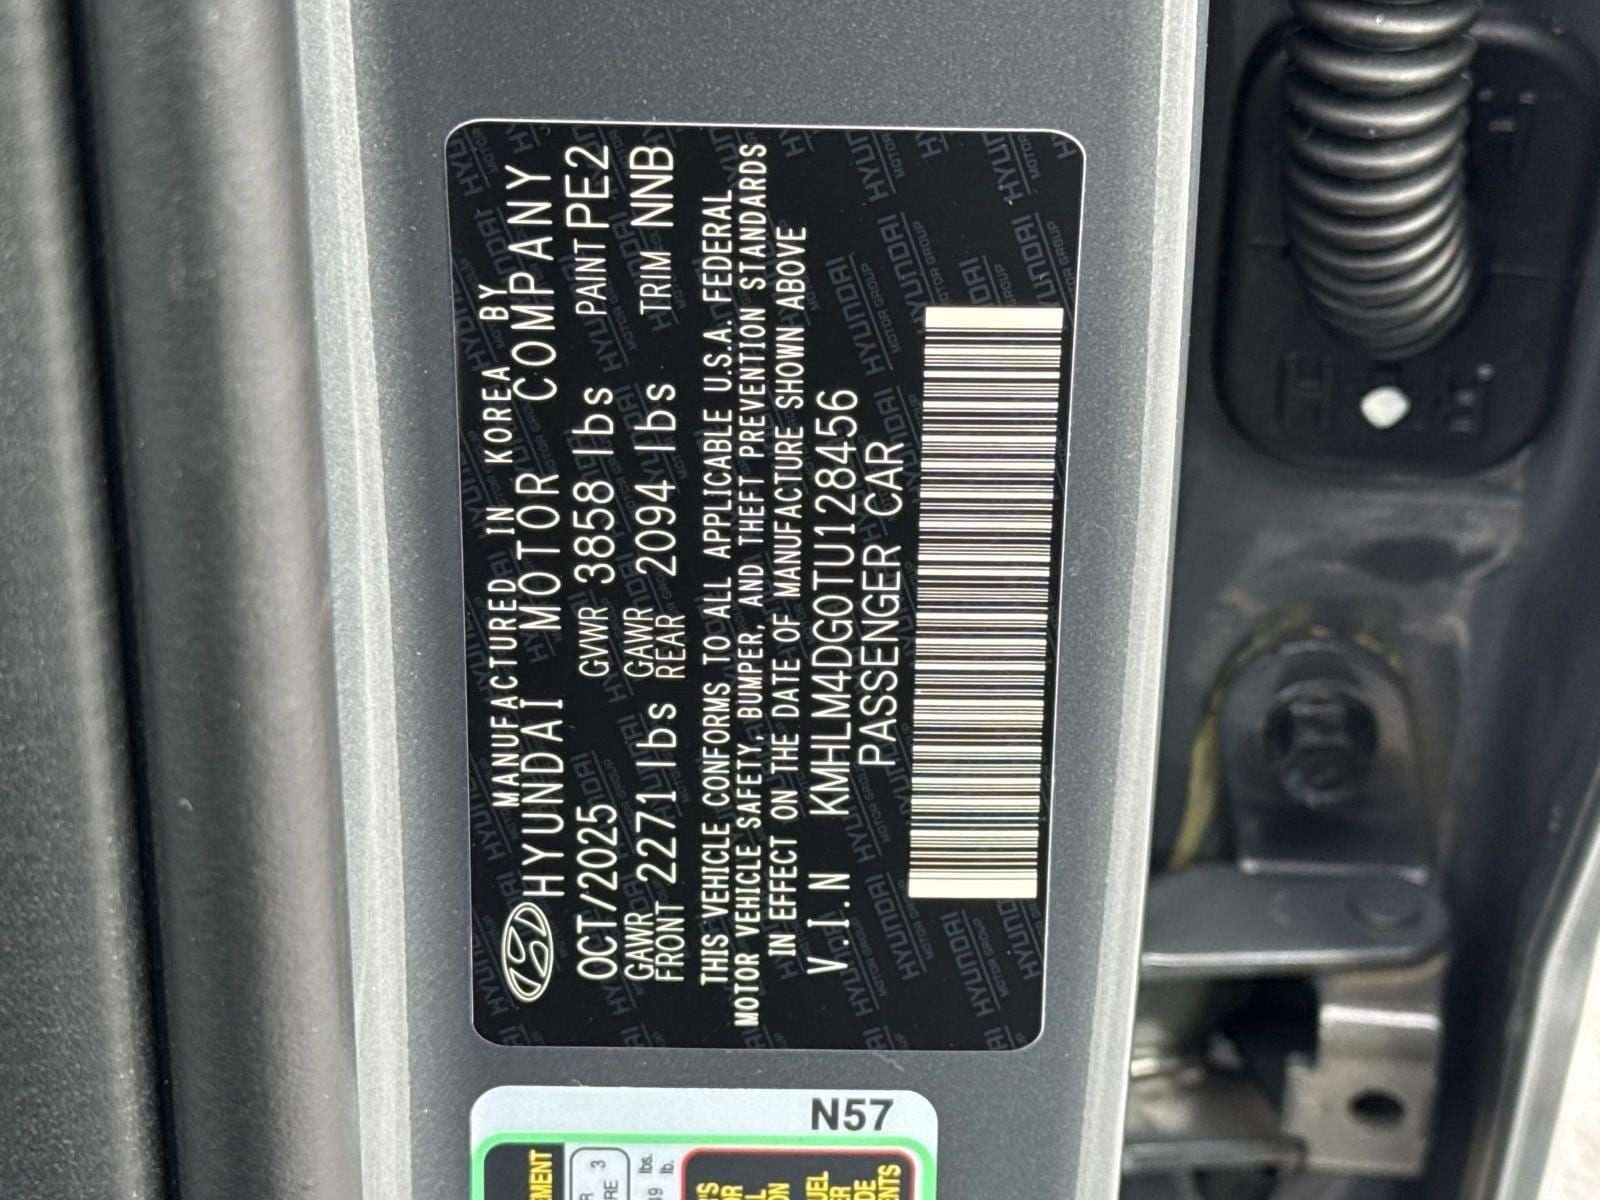 MANUFACTURED IN KOREA BY
HYUNDAI MOTOR COMPANY
OCT/2025 GVWR 3858 lbs PAINT PE2
GAWR FRONT 2271 lbs GAWR REAR 2094 lbs TRIM NNB
THIS VEHICLE CONFORMS TO ALL APPLICABLE U.S.A. FEDERAL
MOTOR VEHICLE SAFETY, BUMPER, AND THEFT PREVENTION STANDARDS
IN EFFECT ON THE DATE OF MANUFACTURE SHOWN ABOVE
V.I.N KMHLM4DG0TU128456
PASSENGER CAR
N57